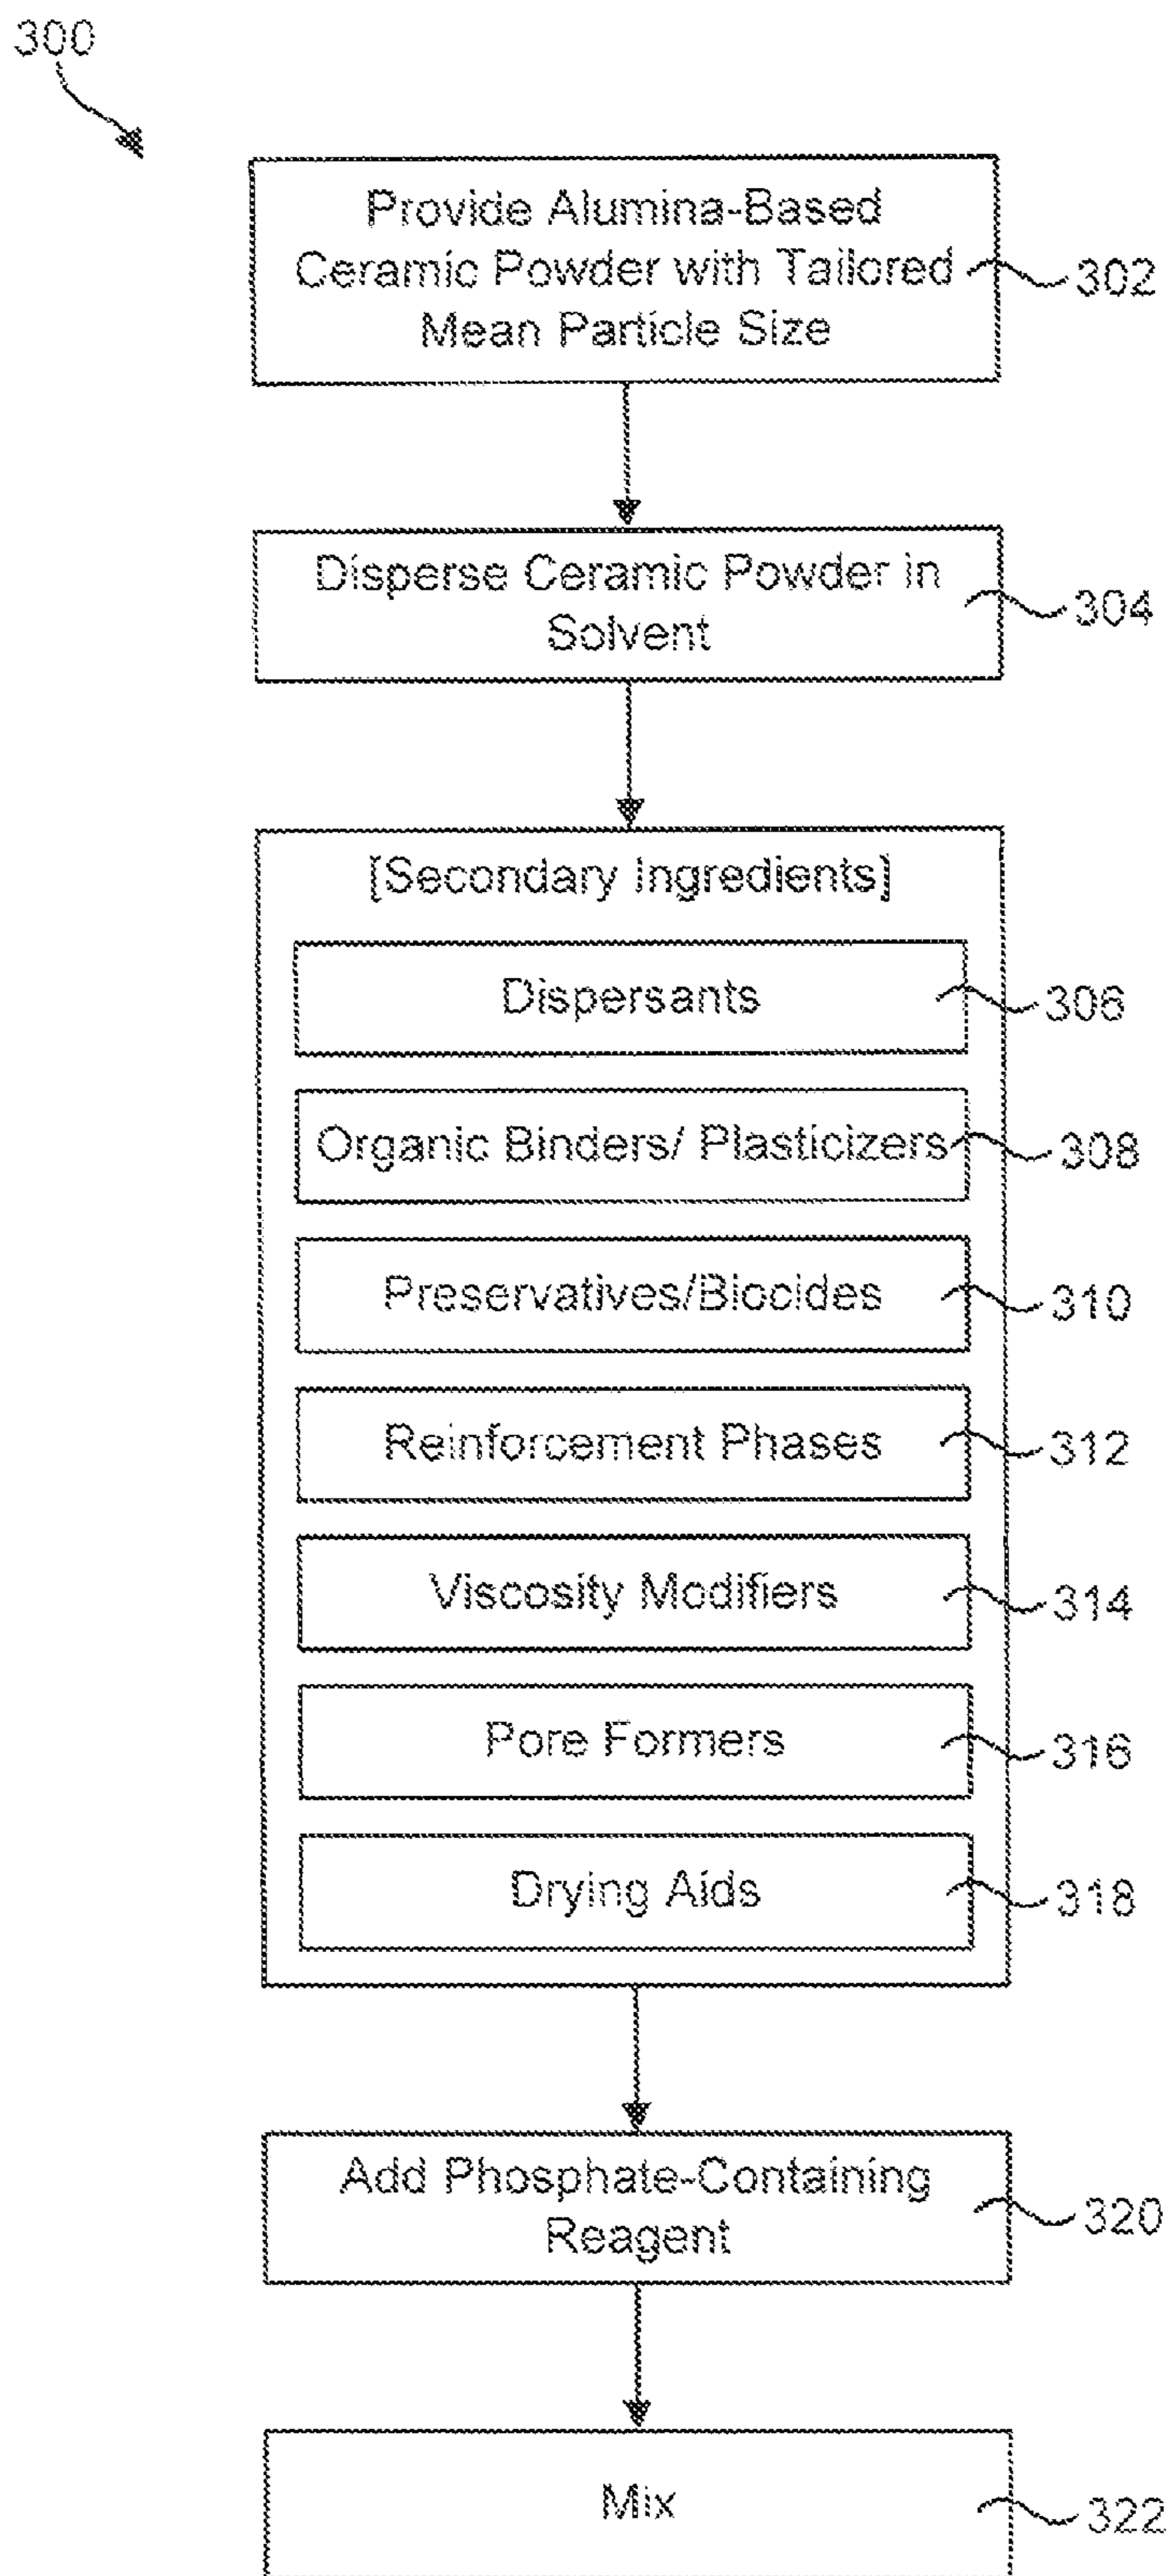 300
Provide Alumina-Based
Ceramic Powder with Tailored
Mean Particle Size
302
Disperse Ceramic Powder in
Solvent
304
[Secondary Ingredients]
Dispersants
306
Organic Binders/ Plasticizers
308
Preservatives/Biocides
310
Reinforcement Phases
312
Viscosity Modifiers
314
Pore Formers
316
Drying Aids
318
Add Phosphate-Containing
Reagent
320
Mix
322